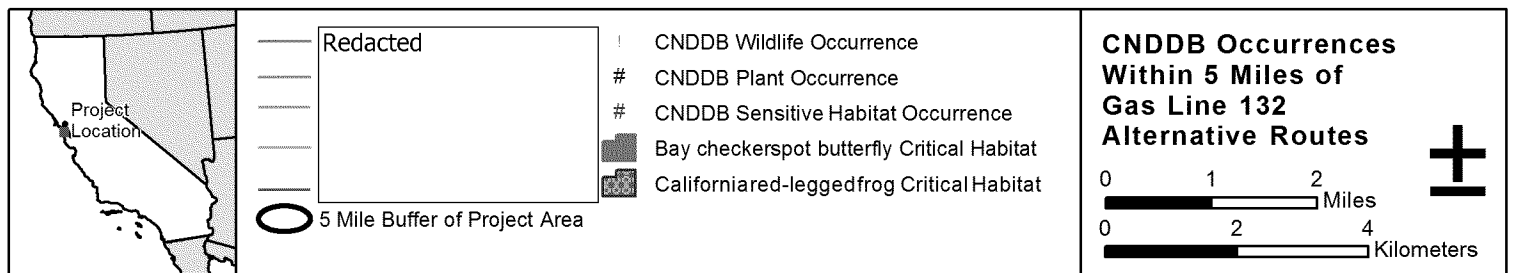 Project
Location
Redacted
5 Mile Buffer of Project Area
! CNDDB Wildlife Occurrence
# CNDDB Plant Occurrence
# CNDDB Sensitive Habitat Occurrence
Bay checkerspot butterfly Critical Habitat
Californiared-leggedfrog Critical Habitat
CNDDB Occurrences
Within 5 Miles of
Gas Line 132
Alternative Routes
0 1 2
Miles
0 2 4
Kilometers
±